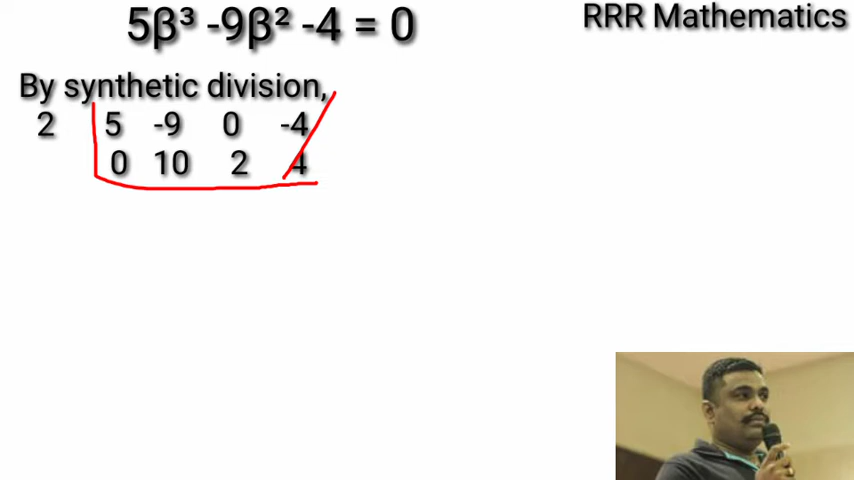 5β³ -9β² -4 = 0
RRR Mathematics
By synthetic division,
2 5 -9 0 -4
0 10 2 4